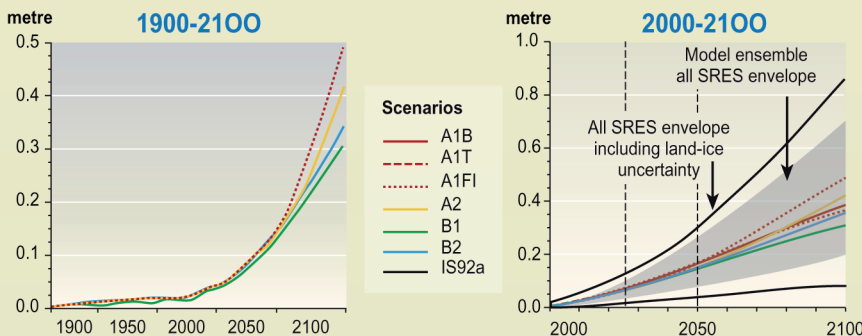 metre
1900-21OO
0.5
0.4
0.3
0.2
0.1
0.0
1900 1950 2000 2050 2100
Scenarios
A1B
A1T
A1FI
A2
B1
B2
IS92a
metre
2000-21OO
1.0
0.8
0.6
0.4
0.2
0.0
2000 2050 2100
Model ensemble
all SRES envelope
All SRES envelope
including land-ice
uncertainty